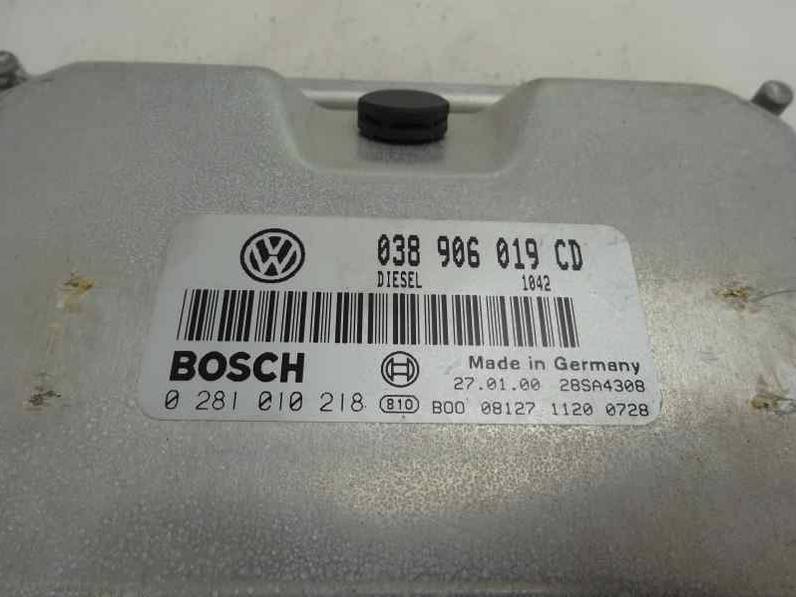 038 906 019 CD
DIESEL 1042
BOSCH Made in Germany
27.01.00 28SA4308
0 281 010 218 B10 B00 08127 1120 0728